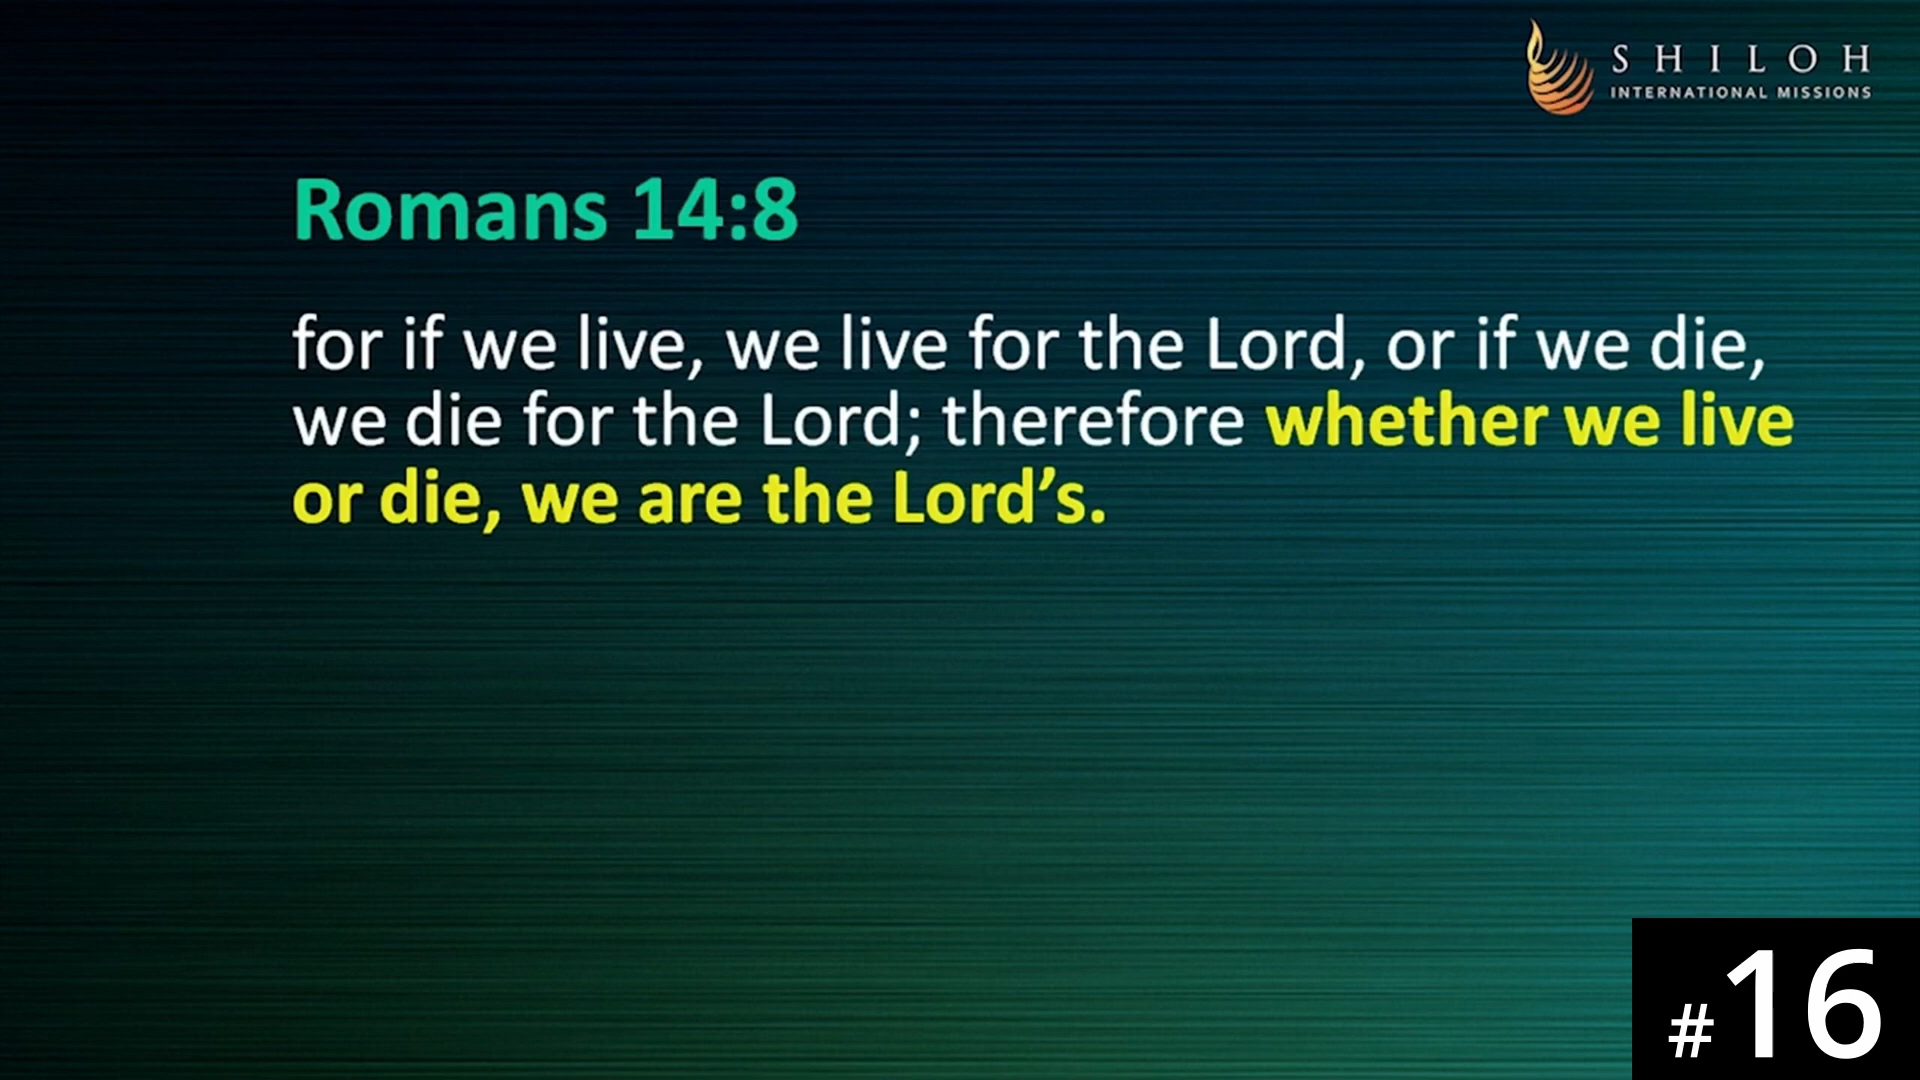 SHILOH
INTERNATIONAL MISSIONS
Romans 14:8
for if we live, we live for the Lord, or if we die,
we die for the Lord; therefore whether we live
or die, we are the Lord’s.
#16